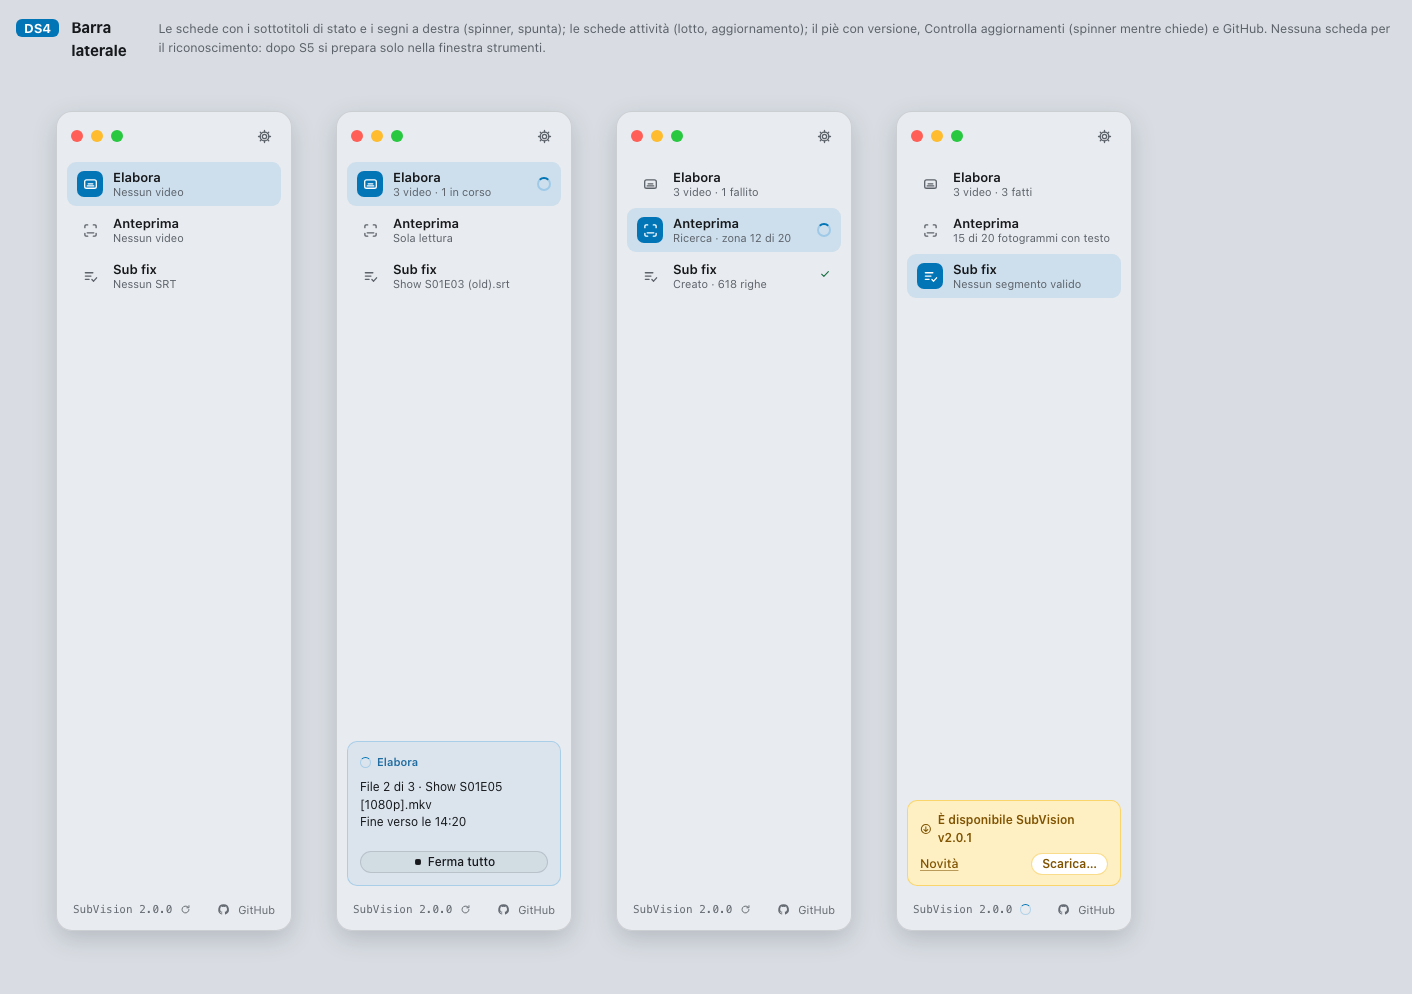 DS4
Barra laterale
Le schede con i sottotitoli di stato e i segni a destra (spinner, spunta); le schede attività (lotto, aggiornamento); il piè con versione, Controlla aggiornamenti (spinner mentre chiede) e GitHub. Nessuna scheda per
il riconoscimento: dopo S5 si prepara solo nella finestra strumenti.
Elabora
Nessun video
Anteprima
Nessun video
Sub fix
Nessun SRT
SubVision 2.0.0
GitHub
Elabora
3 video · 1 in corso
Anteprima
Sola lettura
Sub fix
Show S01E03 (old).srt
Elabora
File 2 di 3 · Show S01E05
[1080p].mkv
Fine verso le 14:20
Ferma tutto
SubVision 2.0.0
GitHub
Elabora
3 video · 1 fallito
Anteprima
Ricerca · zona 12 di 20
Sub fix
Creato · 618 righe
SubVision 2.0.0
GitHub
Elabora
3 video · 3 fatti
Anteprima
15 di 20 fotogrammi con testo
Sub fix
Nessun segmento valido
È disponibile SubVision
v2.0.1
Novità
Scarica...
SubVision 2.0.0
GitHub